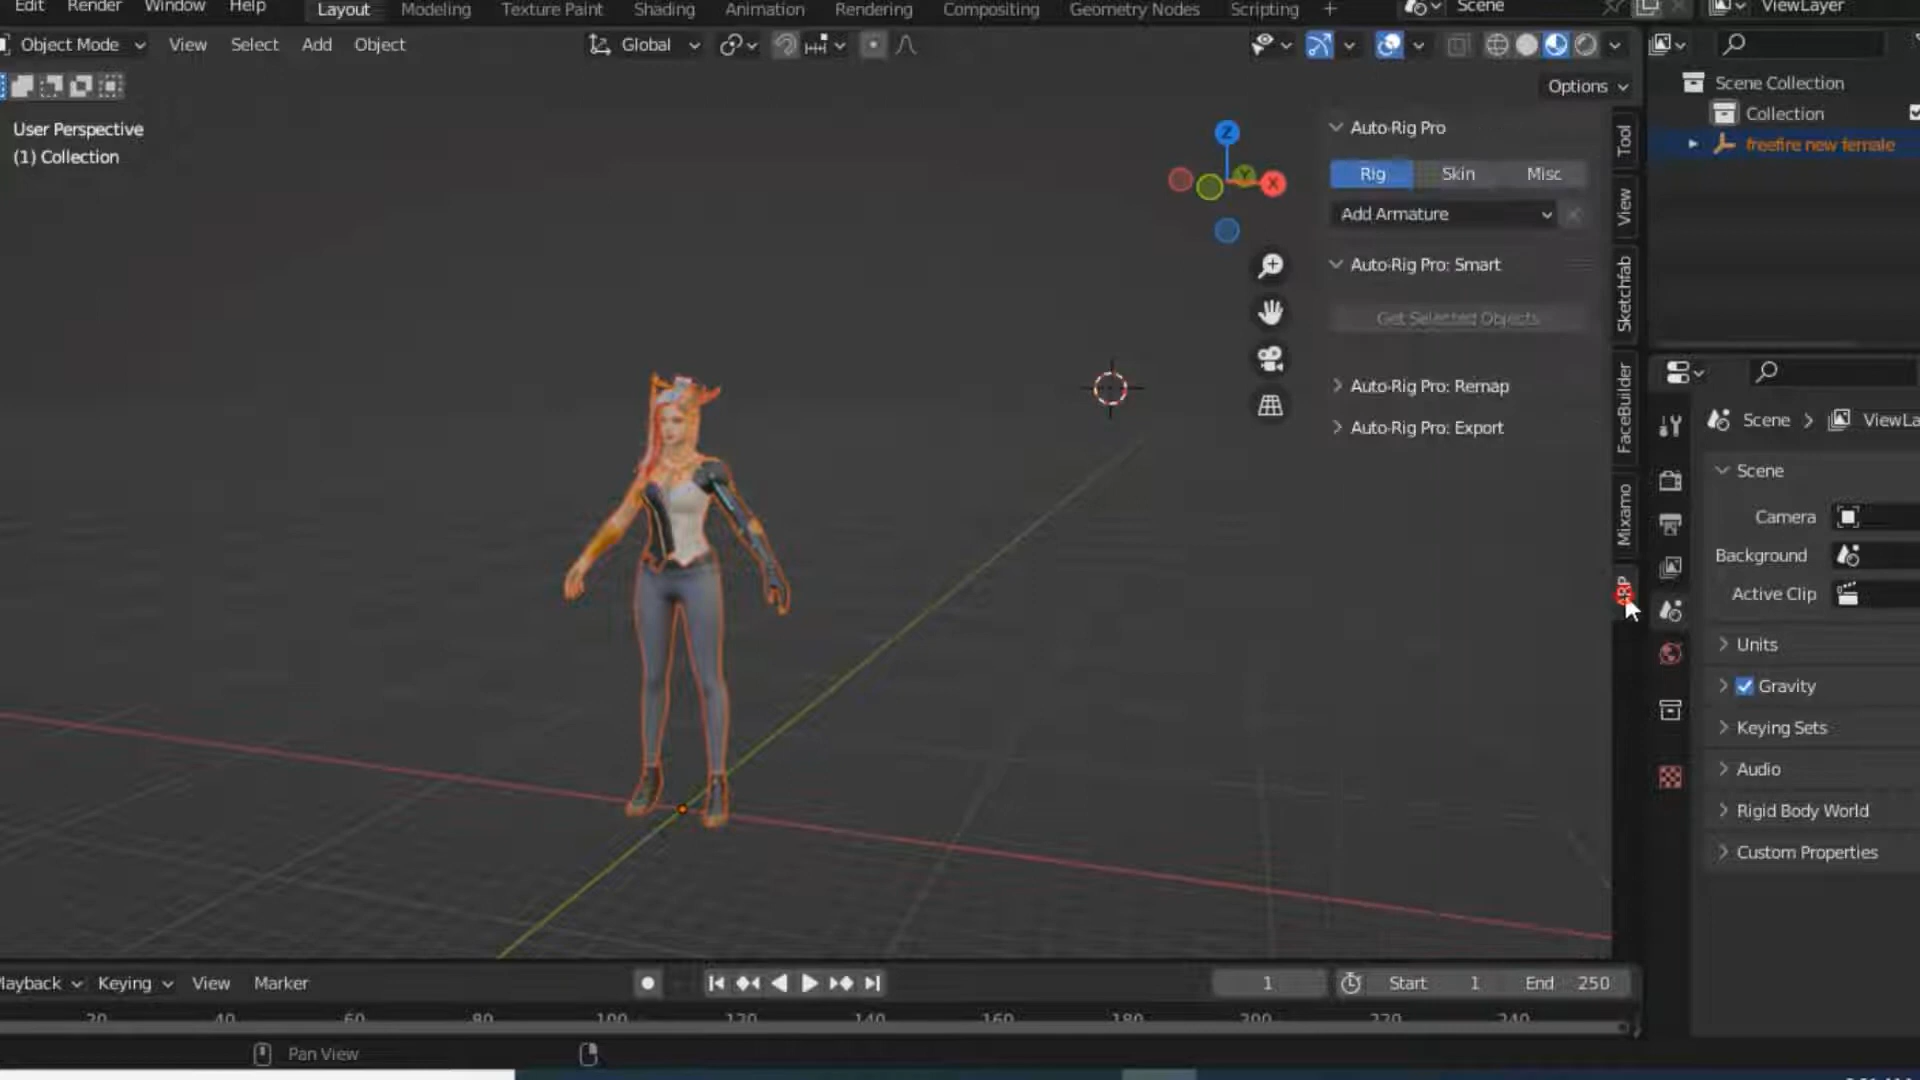 Edit Render Window Help Layout Modeling Texture Paint Shading Animation Rendering Compositing Geometry Nodes Scripting + Scene ViewLayer
Object Mode View Select Add Object Global
Options
User Perspective
(1) Collection
Z
X
Auto-Rig Pro
Rig Skin Misc
Add Armature
Auto-Rig Pro: Smart
Get Selected Objects
Auto-Rig Pro: Remap
Auto-Rig Pro: Export
Tool
View
Sketchfab
FaceBuilder
Mixamo
Scene Collection
Collection
freefire new female
Scene > ViewLa
Scene
Camera
Background
Active Clip
Units
Gravity
Keying Sets
Audio
Rigid Body World
Custom Properties
layback Keying View Marker 1 Start 1 End 250
20 40 60 80 100 120 140 160 180 200 220 240
Pan View